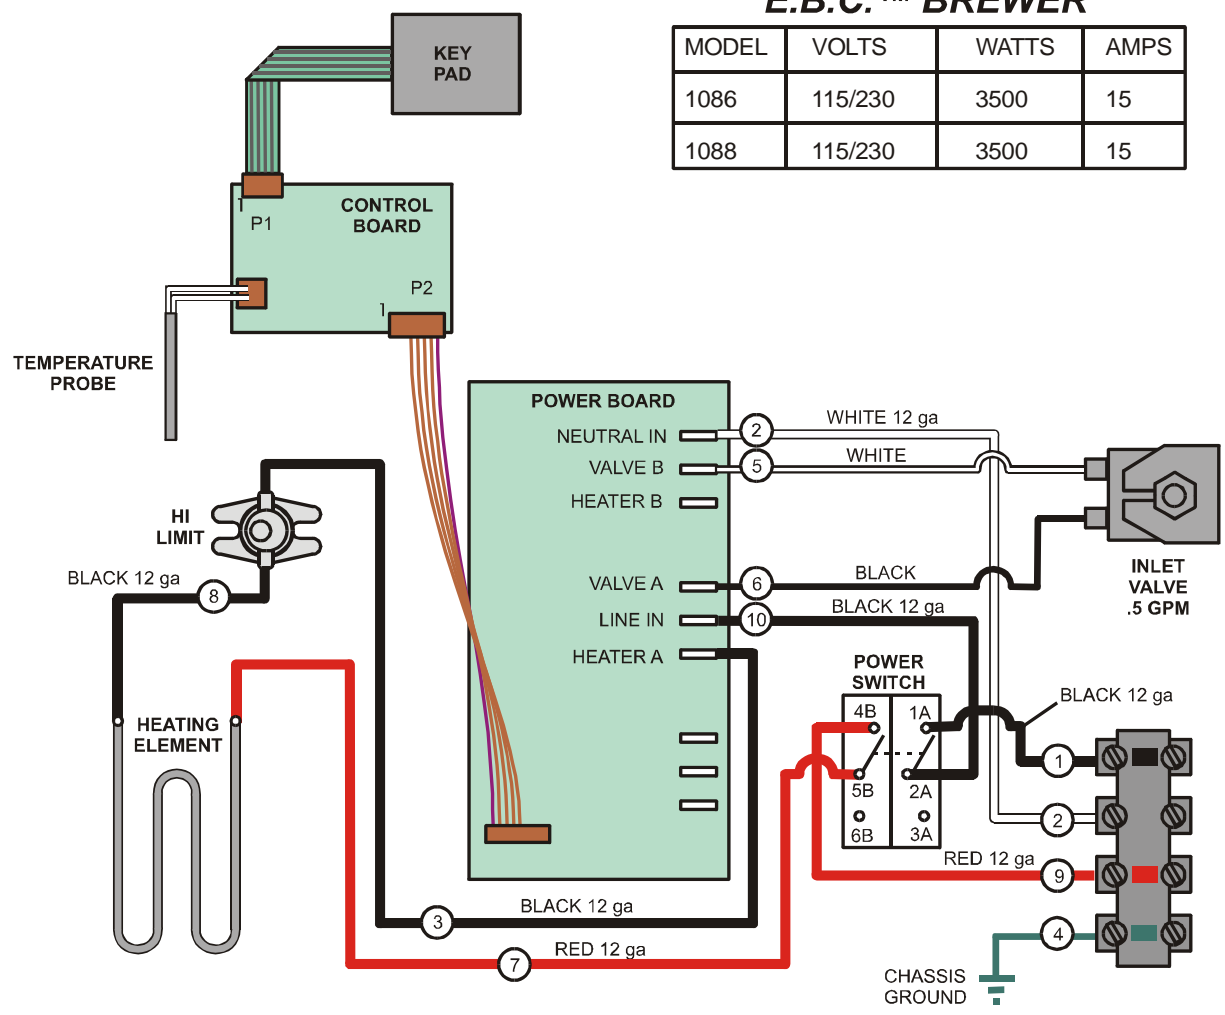 E.B.C. ™ BREWER
MODEL VOLTS WATTS AMPS
1086 115/230 3500 15
1088 115/230 3500 15
KEY
PAD
CONTROL
BOARD
1
P1
P2
1
TEMPERATURE
PROBE
POWER BOARD
NEUTRAL IN
VALVE B
HEATER B
VALVE A
LINE IN
HEATER A
2
WHITE 12 ga
5
WHITE
6
BLACK
10
BLACK 12 ga
INLET
VALVE
.5 GPM
HI
LIMIT
BLACK 12 ga
8
HEATING
ELEMENT
POWER
SWITCH
4B 1A
5B 2A
6B 3A
BLACK 12 ga
1
2
RED 12 ga
9
4
CHASSIS
GROUND
BLACK 12 ga
3
RED 12 ga
7